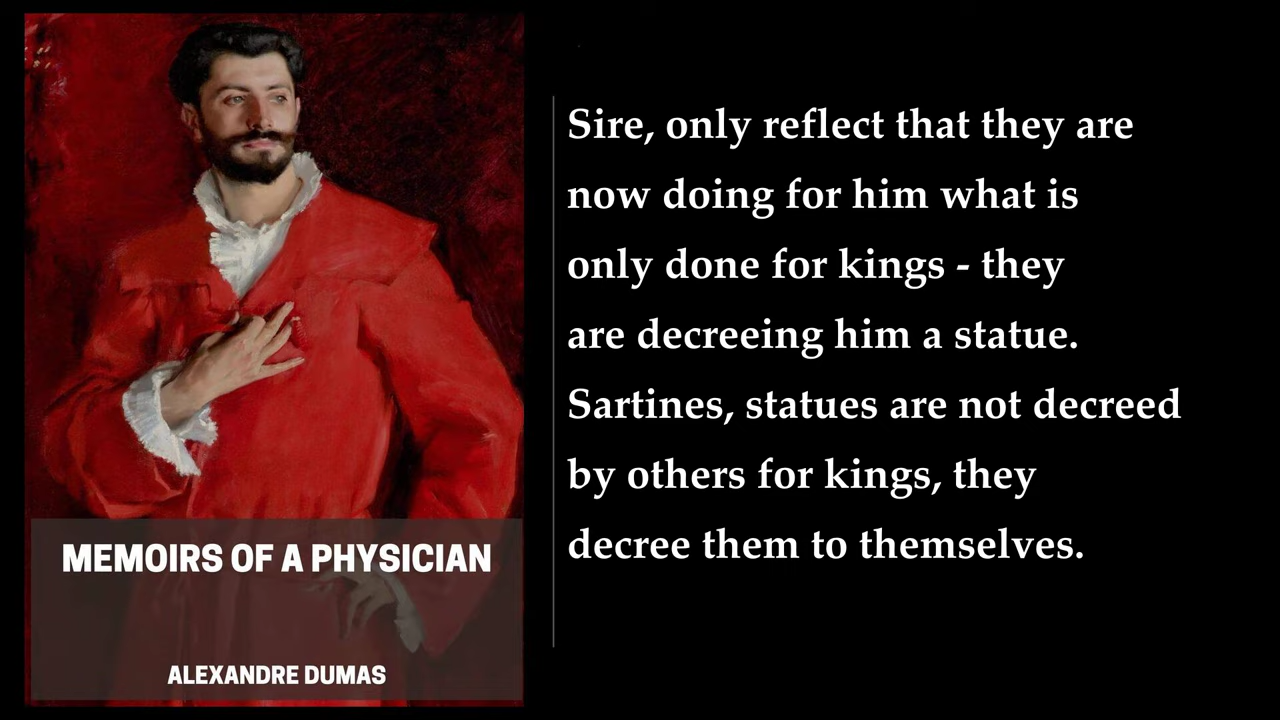 MEMOIRS OF A PHYSICIAN
ALEXANDRE DUMAS
Sire, only reflect that they are
now doing for him what is
only done for kings - they
are decreeing him a statue.
Sartines, statues are not decreed
by others for kings, they
decree them to themselves.